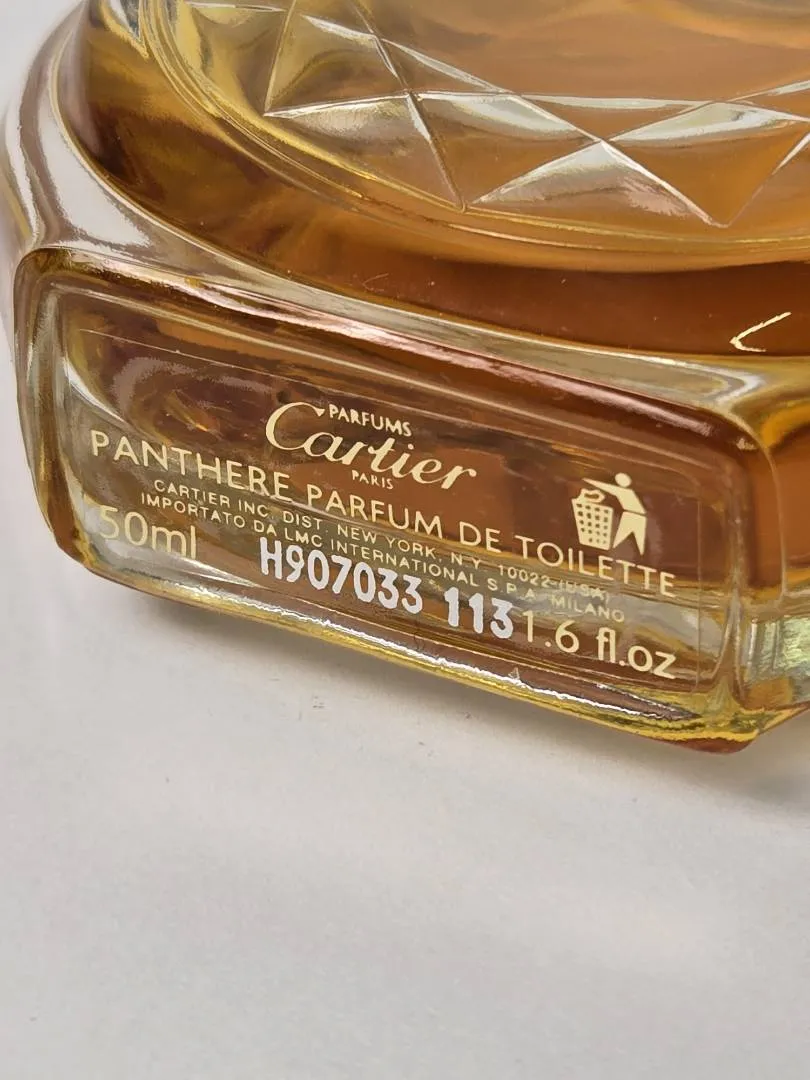 PARFUMS
Cartier
PARIS
PANTHERE PARFUM DE TOILETTE
CARTIER INC. DIST. NEW YORK, N.Y. 10022-(USA)
IMPORTATO DA LMC INTERNATIONAL S.P.A. MILANO
50ml
H907033 113
1.6 fl.oz